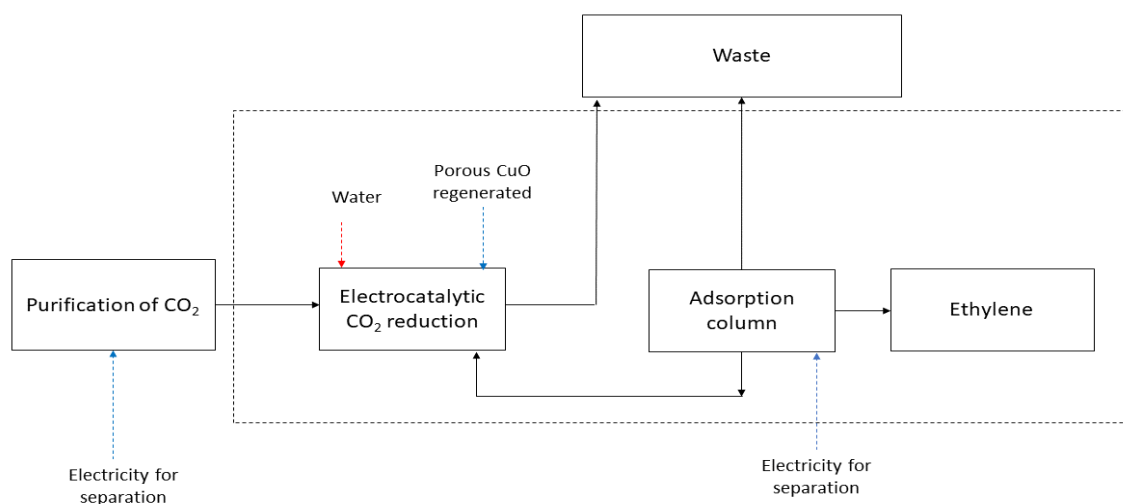 Waste
Porous CuO
regenerated
Water
Purification of CO₂
Electrocatalytic
CO₂ reduction
Adsorption
column
Ethylene
Electricity for
separation
Electricity for
separation